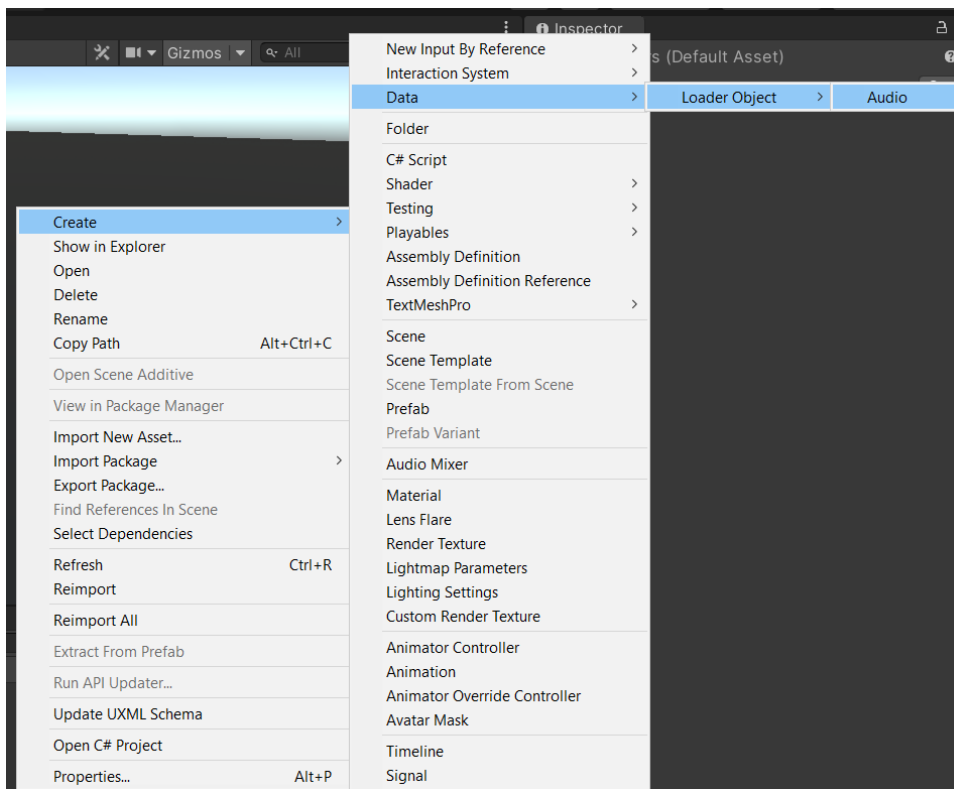 Inspector
Gizmos
All
s (Default Asset)
New Input By Reference
Interaction System
Data
Loader Object
Audio
Folder
C# Script
Shader
Testing
Playables
Assembly Definition
Assembly Definition Reference
TextMeshPro
Scene
Scene Template
Scene Template From Scene
Prefab
Prefab Variant
Audio Mixer
Material
Lens Flare
Render Texture
Lightmap Parameters
Lighting Settings
Custom Render Texture
Animator Controller
Animation
Animator Override Controller
Avatar Mask
Timeline
Signal
Create
Show in Explorer
Open
Delete
Rename
Copy Path Alt+Ctrl+C
Open Scene Additive
View in Package Manager
Import New Asset...
Import Package
Export Package...
Find References In Scene
Select Dependencies
Refresh Ctrl+R
Reimport
Reimport All
Extract From Prefab
Run API Updater...
Update UXML Schema
Open C# Project
Properties... Alt+P